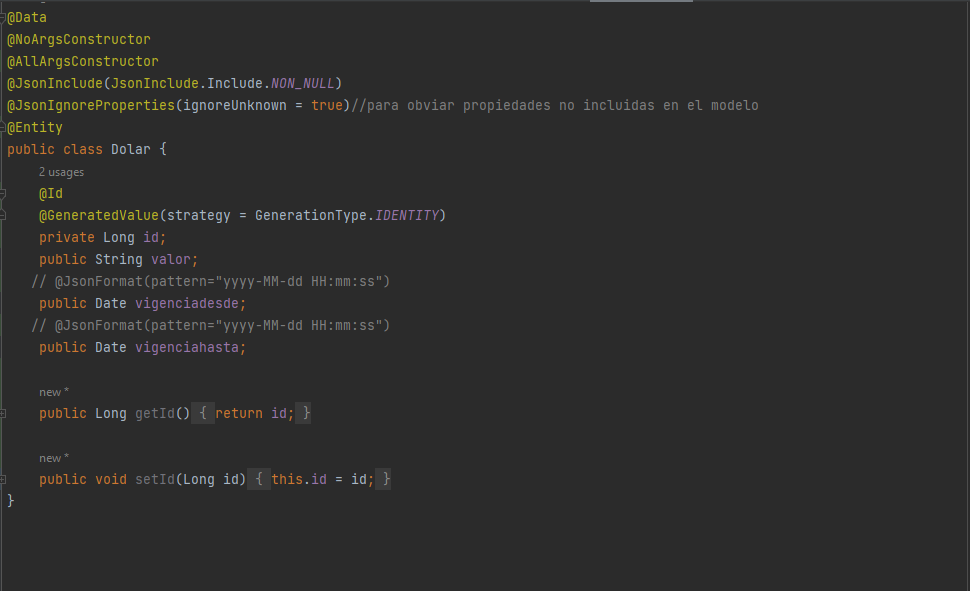 @Data
@NoArgsConstructor
@AllArgsConstructor
@JsonInclude(JsonInclude.Include.NON_NULL)
@JsonIgnoreProperties(ignoreUnknown = true)//para obviar propiedades no incluidas en el modelo
@Entity
public class Dolar {
2 usages
@Id
@GeneratedValue(strategy = GenerationType.IDENTITY)
private Long id;
public String valor;
// @JsonFormat(pattern="yyyy-MM-dd HH:mm:ss")
public Date vigenciadesde;
// @JsonFormat(pattern="yyyy-MM-dd HH:mm:ss")
public Date vigenciahasta;
new *
public Long getId() { return id; }
new *
public void setId(Long id) { this.id = id; }
}